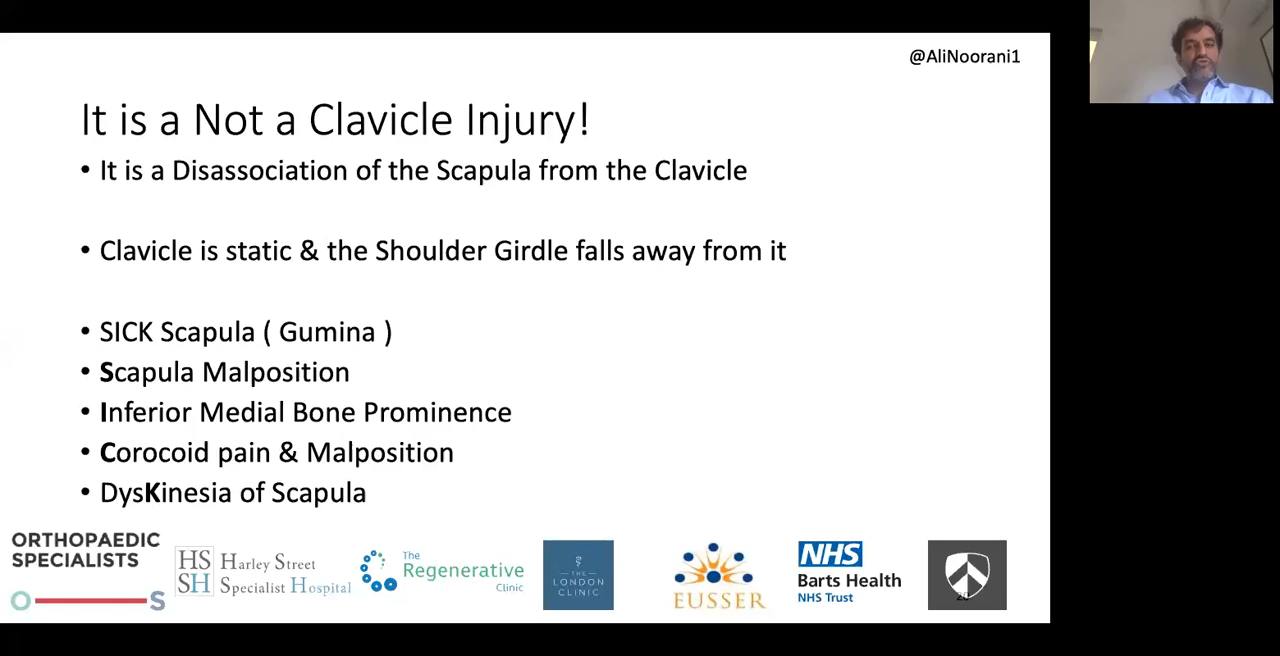 @AliNoorani1
It is a Not a Clavicle Injury!
• It is a Disassociation of the Scapula from the Clavicle
• Clavicle is static & the Shoulder Girdle falls away from it
• SICK Scapula ( Gumina )
• Scapula Malposition
• Inferior Medial Bone Prominence
• Corocoid pain & Malposition
• DysKinesia of Scapula
ORTHOPAEDIC
SPECIALISTS
O S
HS
SH
Harley Street
Specialist Hospital
The
Regenerative
Clinic
THE
LONDON
CLINIC
EUSSER
NHS
Barts Health
NHS Trust
20